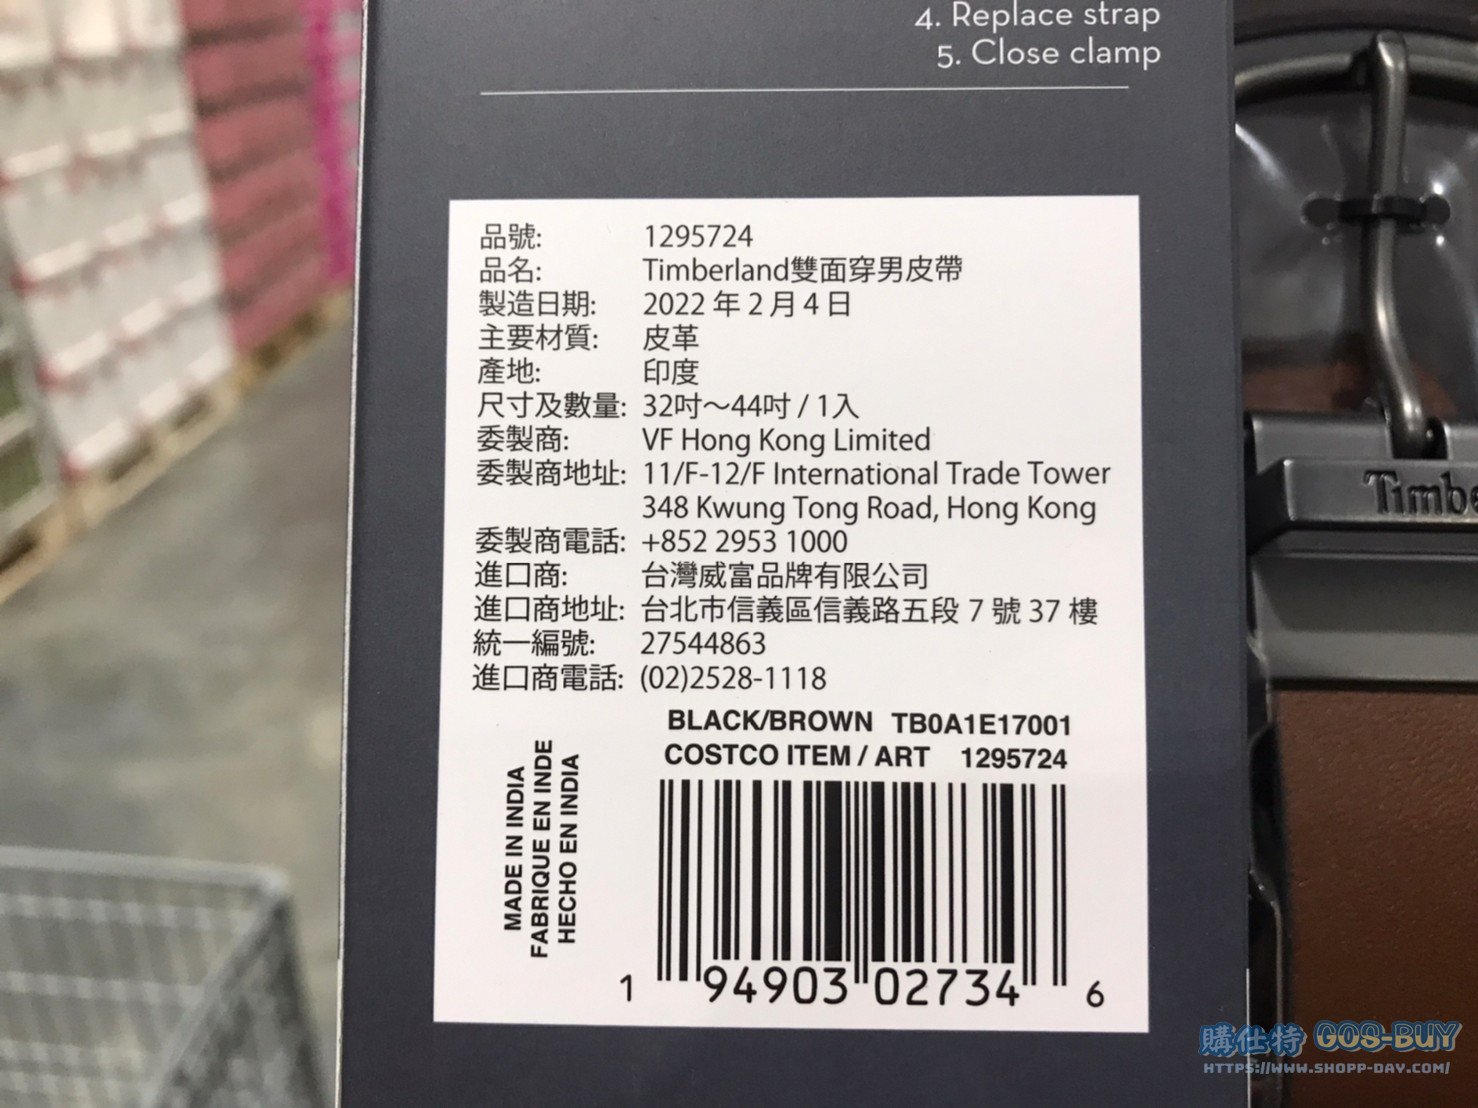 4. Replace strap
5. Close clamp
品號: 1295724
品名: Timberland雙面穿男皮帶
製造日期: 2022 年 2 月 4 日
主要材質: 皮革
產地: 印度
尺寸及數量: 32吋～44吋 / 1入
委製商: VF Hong Kong Limited
委製商地址: 11/F-12/F International Trade Tower
348 Kwung Tong Road, Hong Kong
委製商電話: +852 2953 1000
進口商: 台灣威富品牌有限公司
進口商地址: 台北市信義區信義路五段 7 號 37 樓
統一編號: 27544863
進口商電話: (02)2528-1118
BLACK/BROWN TB0A1E17001
COSTCO ITEM / ART 1295724
MADE IN INDIA
FABRIQUE EN INDE
HECHO EN INDIA
1 94903 02734 6
Timbe
購仕特 GOS-BUY
HTTPS://WWW.SHOPP-DAY.COM/